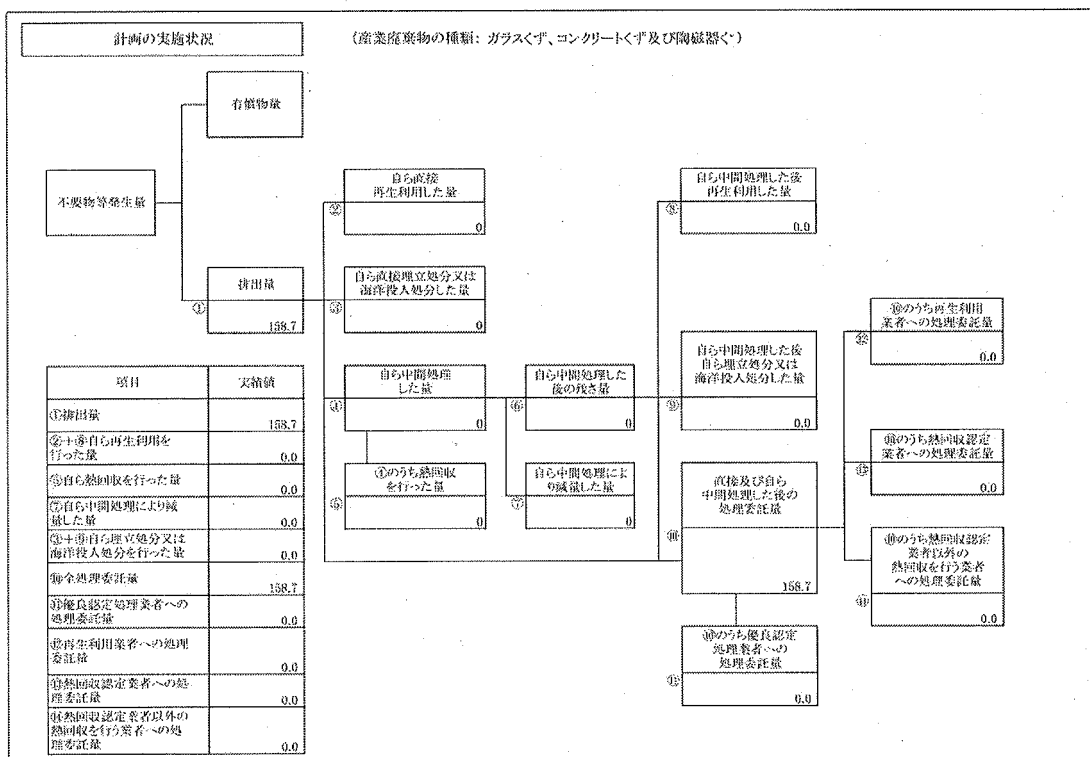 計画の実施状況
(産業廃棄物の種類: ガラスくず、コンクリートくず及び陶磁器く)
有償物量
不要物等発生量
排出量
①
158.7
自ら直接
再生利用した量
②
0
自ら直接埋立処分又は
海洋投入処分した量
③
0
自ら中間処理
した量
④
0
④のうち熱回収
を行った量
⑤
0
自ら中間処理した
後の残さ量
⑥
0
自ら中間処理によ
り減量した量
⑦
0
自ら中間処理した後
再生利用した量
⑧
0.0
自ら中間処理した後
自ら埋立処分又は
海洋投入処分した量
⑨
0.0
直接及び自ら
中間処理した後の
処理委託量
⑩
158.7
⑩のうち優良認定
処理業者への
処理委託量
⑪
0.0
⑩のうち再生利用
業者への処理委託量
⑫
0.0
⑩のうち熱回収認定
業者への処理委託量
⑬
0.0
⑩のうち熱回収認定
業者以外の
熱回収を行う業者
への処理委託量
⑭
0.0
項目 実績値
①排出量 158.7
②+⑧自ら再生利用を
行った量 0.0
⑤自ら熱回収を行った量 0.0
⑦自ら中間処理により減
量した量 0.0
③+⑨自ら埋立処分又は
海洋投入処分を行った量 0.0
⑩全処理委託量 158.7
⑪優良認定処理業者への
処理委託量 0.0
⑫再生利用業者への処理
委託量 0.0
⑬熱回収認定業者への処
理委託量 0.0
⑭熱回収認定業者以外の
熱回収を行う業者への処
理委託量 0.0